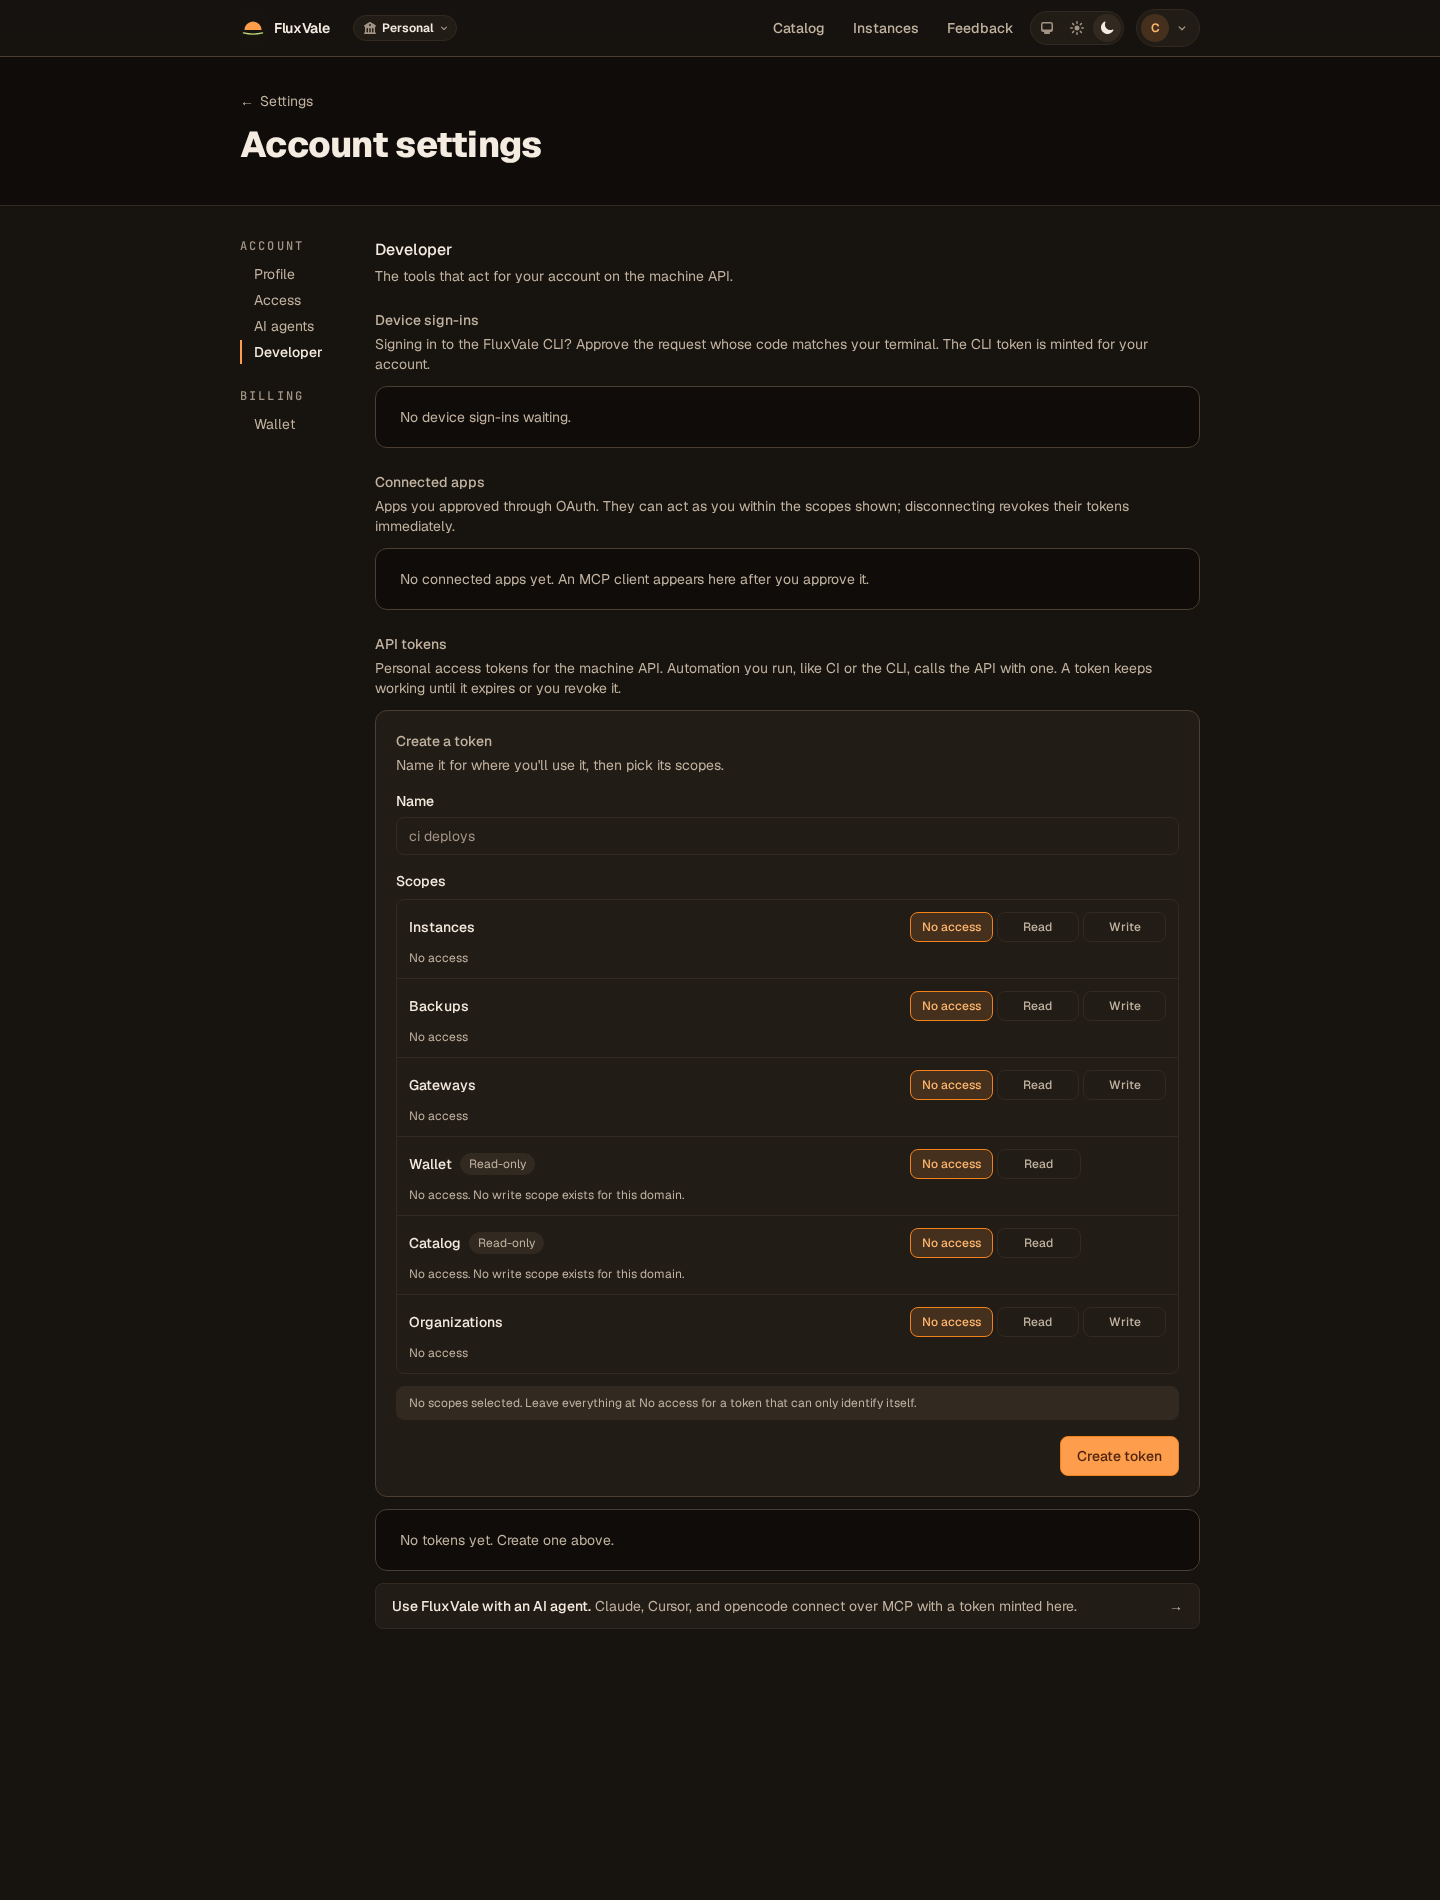 FluxVale
Personal
Catalog
Instances
Feedback
C
← Settings
Account settings
ACCOUNT
Profile
Access
AI agents
Developer
BILLING
Wallet
Developer
The tools that act for your account on the machine API.
Device sign-ins
Signing in to the FluxVale CLI? Approve the request whose code matches your terminal. The CLI token is minted for your
account.
No device sign-ins waiting.
Connected apps
Apps you approved through OAuth. They can act as you within the scopes shown; disconnecting revokes their tokens
immediately.
No connected apps yet. An MCP client appears here after you approve it.
API tokens
Personal access tokens for the machine API. Automation you run, like CI or the CLI, calls the API with one. A token keeps
working until it expires or you revoke it.
Create a token
Name it for where you'll use it, then pick its scopes.
Name
ci deploys
Scopes
Instances No access Read Write
No access
Backups No access Read Write
No access
Gateways No access Read Write
No access
Wallet Read-only No access Read
No access. No write scope exists for this domain.
Catalog Read-only No access Read
No access. No write scope exists for this domain.
Organizations No access Read Write
No access
No scopes selected. Leave everything at No access for a token that can only identify itself.
Create token
No tokens yet. Create one above.
Use FluxVale with an AI agent. Claude, Cursor, and opencode connect over MCP with a token minted here. →